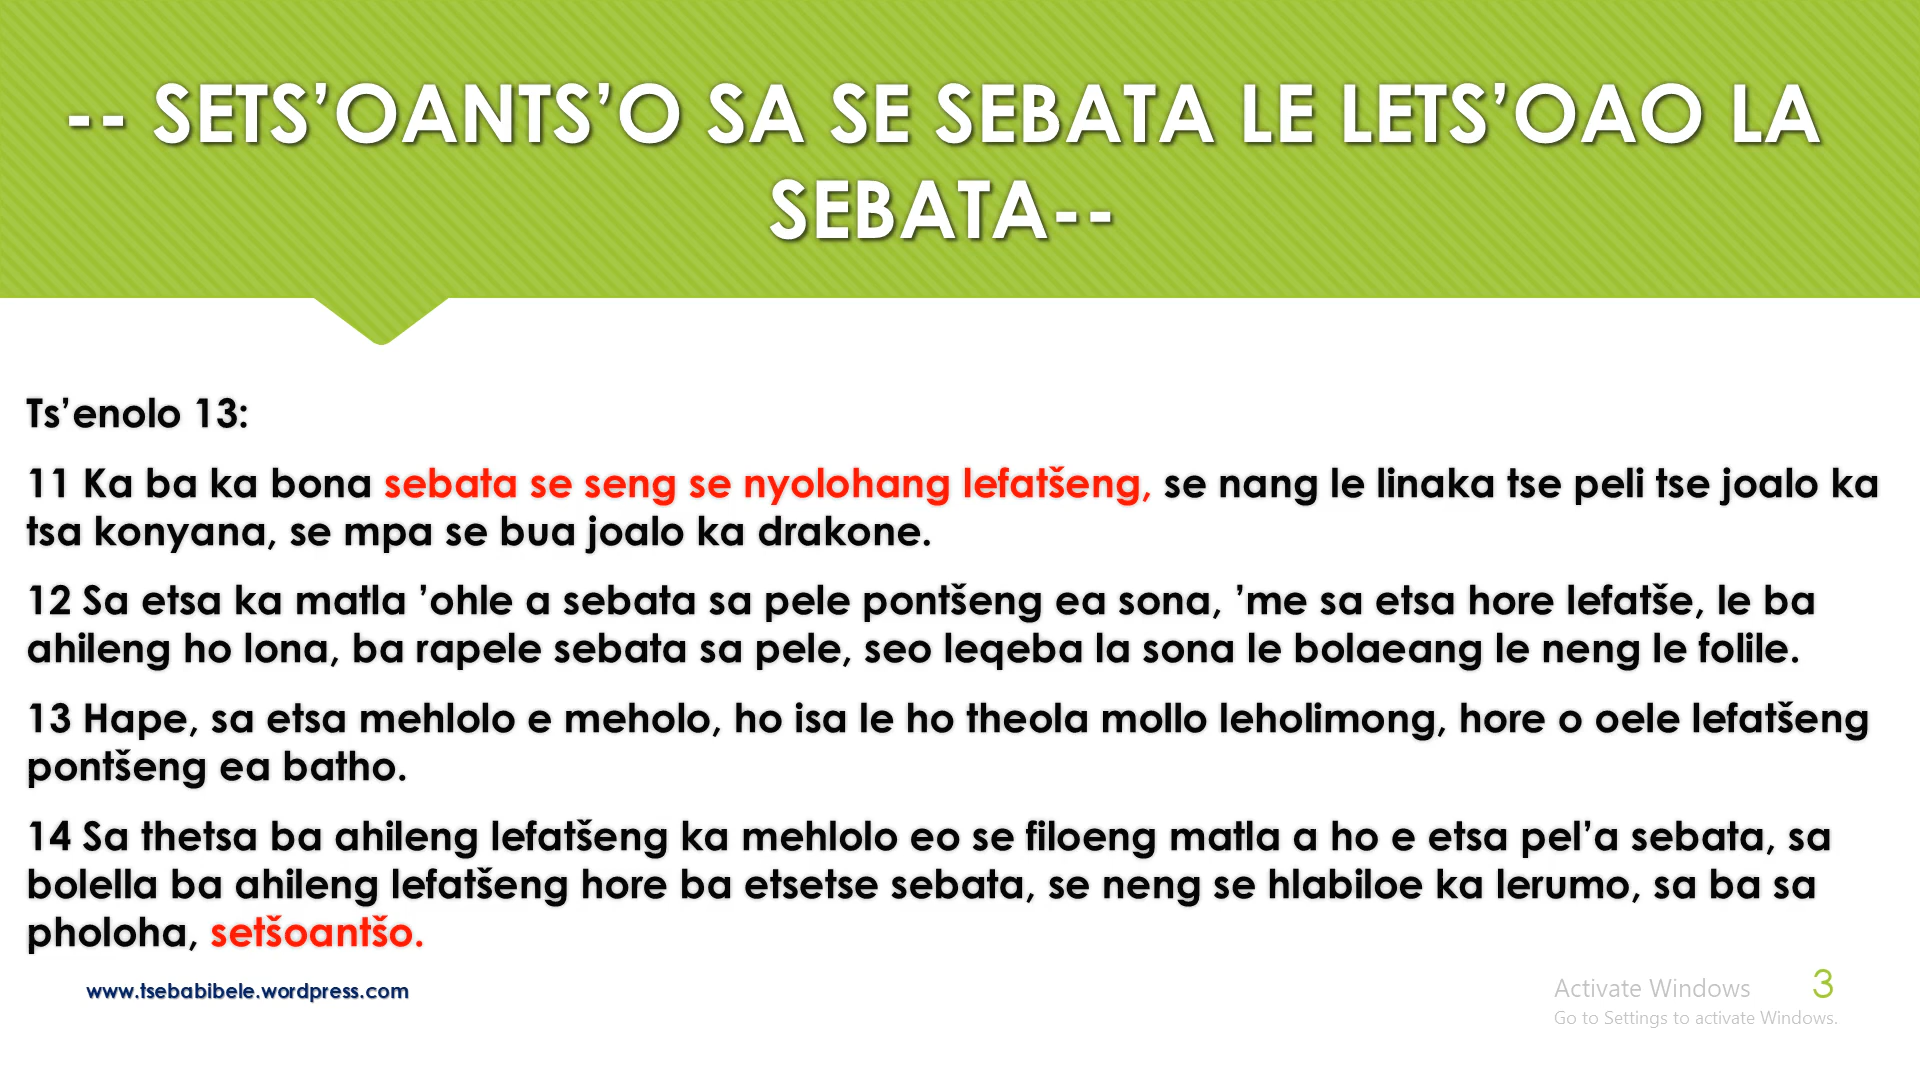 -- SETS’OANTS’O SA SE SEBATA LE LETS’OAO LA
SEBATA--
Ts’enolo 13:
11 Ka ba ka bona sebata se seng se nyolohang lefatšeng, se nang le linaka tse peli tse joalo ka
tsa konyana, se mpa se bua joalo ka drakone.
12 Sa etsa ka matla ’ohle a sebata sa pele pontšeng ea sona, ’me sa etsa hore lefatše, le ba
ahileng ho lona, ba rapele sebata sa pele, seo leqeba la sona le bolaeang le neng le folile.
13 Hape, sa etsa mehlolo e meholo, ho isa le ho theola mollo leholimong, hore o oele lefatšeng
pontšeng ea batho.
14 Sa thetsa ba ahileng lefatšeng ka mehlolo eo se filoeng matla a ho e etsa pel’a sebata, sa
bolella ba ahileng lefatšeng hore ba etsetse sebata, se neng se hlabiloe ka lerumo, sa ba sa
pholoha, setšoantšo.
www.tsebabibele.wordpress.com
Activate Windows
3
Go to Settings to activate Windows.